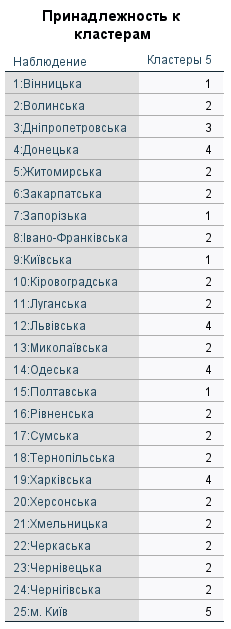 Принадлежность к
кластерам
Наблюдение Кластеры 5
1:Вінницька 1
2:Волинська 2
3:Дніпропетровська 3
4:Донецька 4
5:Житомирська 2
6:Закарпатська 2
7:Запорізька 1
8:Івано-Франківська 2
9:Київська 1
10:Кіровоградська 2
11:Луганська 2
12:Львівська 4
13:Миколаївська 2
14:Одеська 4
15:Полтавська 1
16:Рівненська 2
17:Сумська 2
18:Тернопільська 2
19:Харківська 4
20:Херсонська 2
21:Хмельницька 2
22:Черкаська 2
23:Чернівецька 2
24:Чернігівська 2
25:м. Київ 5